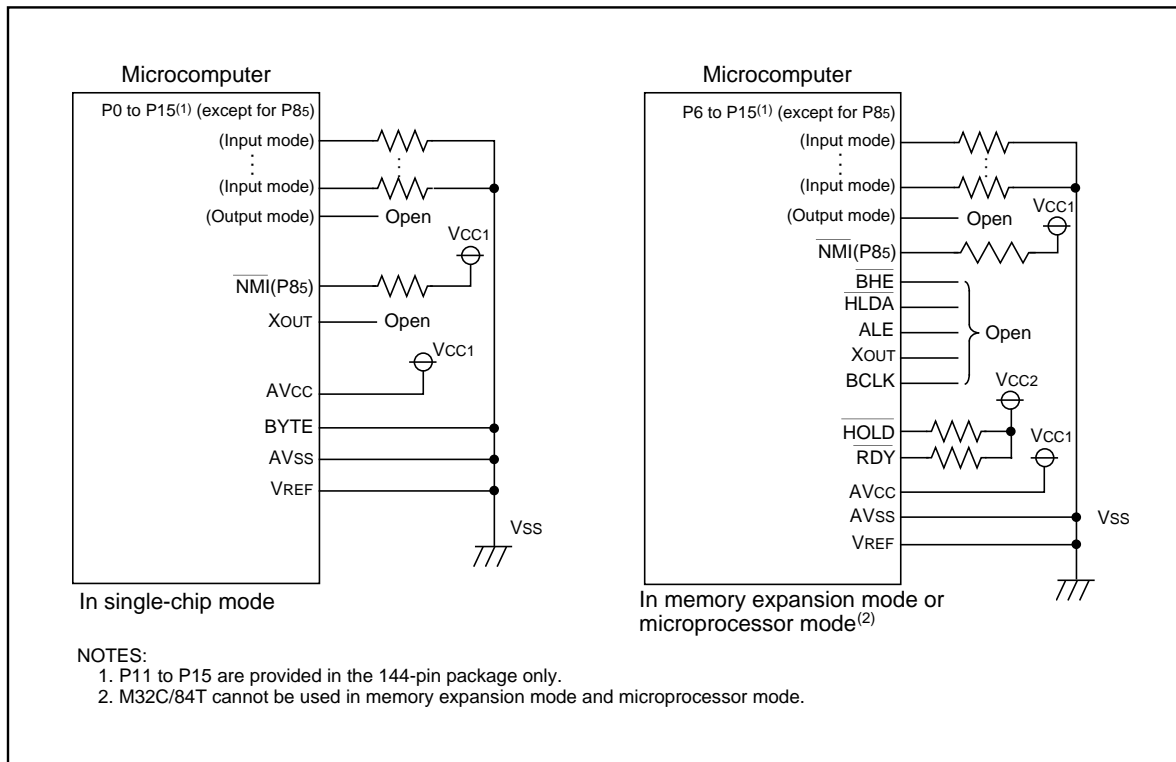 Microcomputer
P0 to P15(1) (except for P85)
(Input mode)
(Input mode)
(Output mode)
Open
VCC1
NMI(P85)
XOUT
Open
VCC1
AVCC
BYTE
AVSS
VREF
VSS
In single-chip mode
Microcomputer
P6 to P15(1) (except for P85)
(Input mode)
(Input mode)
(Output mode)
Open
VCC1
NMI(P85)
BHE
HLDA
ALE
XOUT
BCLK
Open
VCC2
HOLD
RDY
VCC1
AVCC
AVSS
VREF
VSS
In memory expansion mode or
microprocessor mode(2)
NOTES:
1. P11 to P15 are provided in the 144-pin package only.
2. M32C/84T cannot be used in memory expansion mode and microprocessor mode.